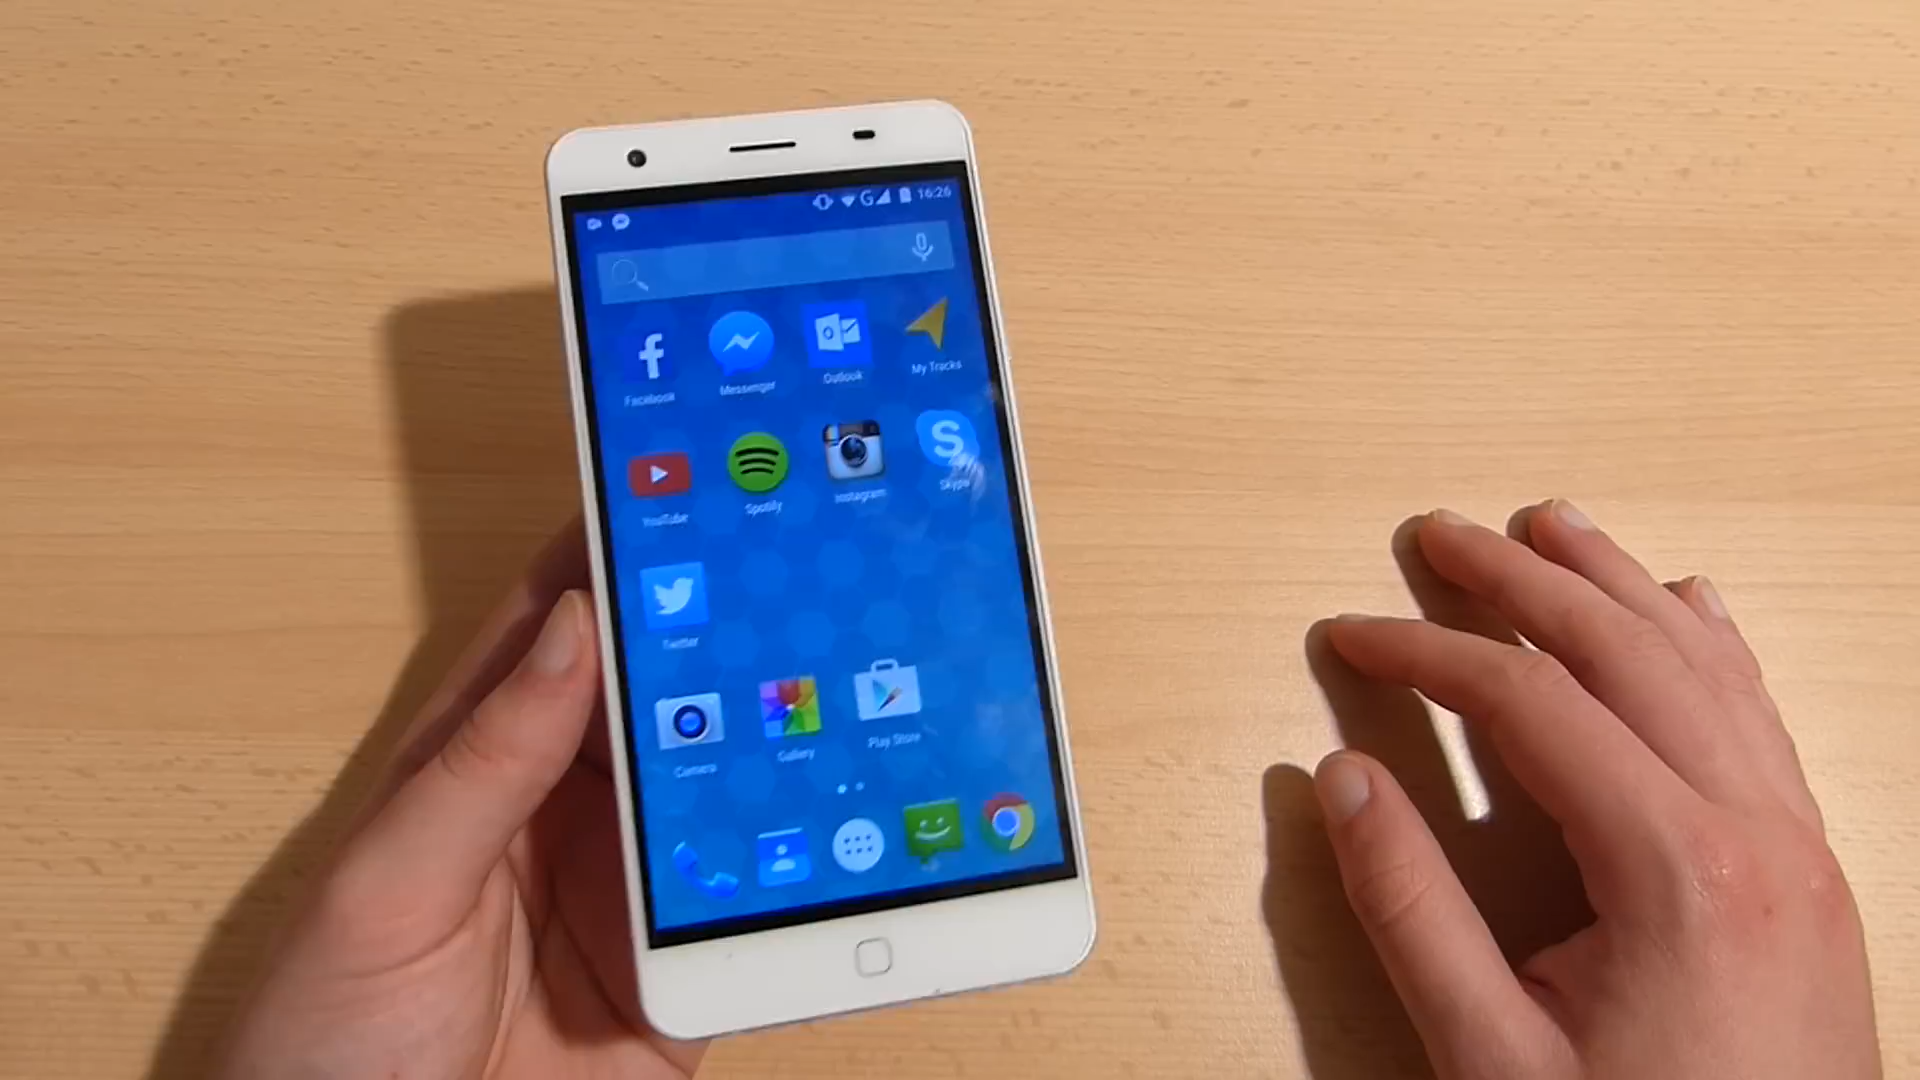 G 16:26
Facebook Messenger Outlook My Tracks
YouTube Spotify Instagram Skype
Twitter
Camera Gallery Play Store